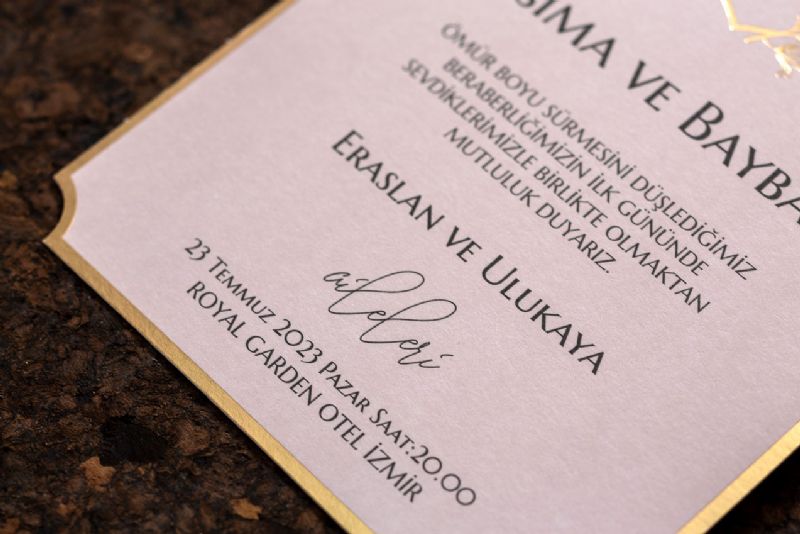 SIMA VE BAYBA
ÖMÜR BOYU SÜRMESİNİ DÜŞLEDİĞİMİZ
BERABERLİĞİMİZİN İLK GÜNÜNDE
SEVDİKLERİMİZLE BİRLİKTE OLMAKTAN
MUTLULUK DUYARIZ.
ERASLAN VE ULUKAYA
aileleri
23 TEMMUZ 2023 PAZAR SAAT:20.00
ROYAL GARDEN OTEL İZMİR